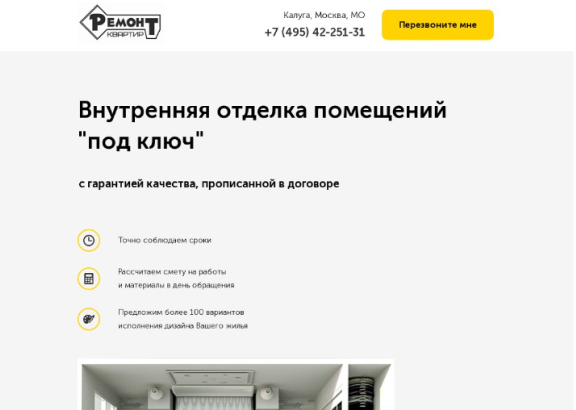 Ремонт
квартир
Калуга, Москва, МО
+7 (495) 42-251-31
Перезвоните мне
Внутренняя отделка помещений
"под ключ"
с гарантией качества, прописанной в договоре
Точно соблюдаем сроки
Рассчитаем смету на работы
и материалы в день обращения
Предложим более 100 вариантов
исполнения дизайна Вашего жилья